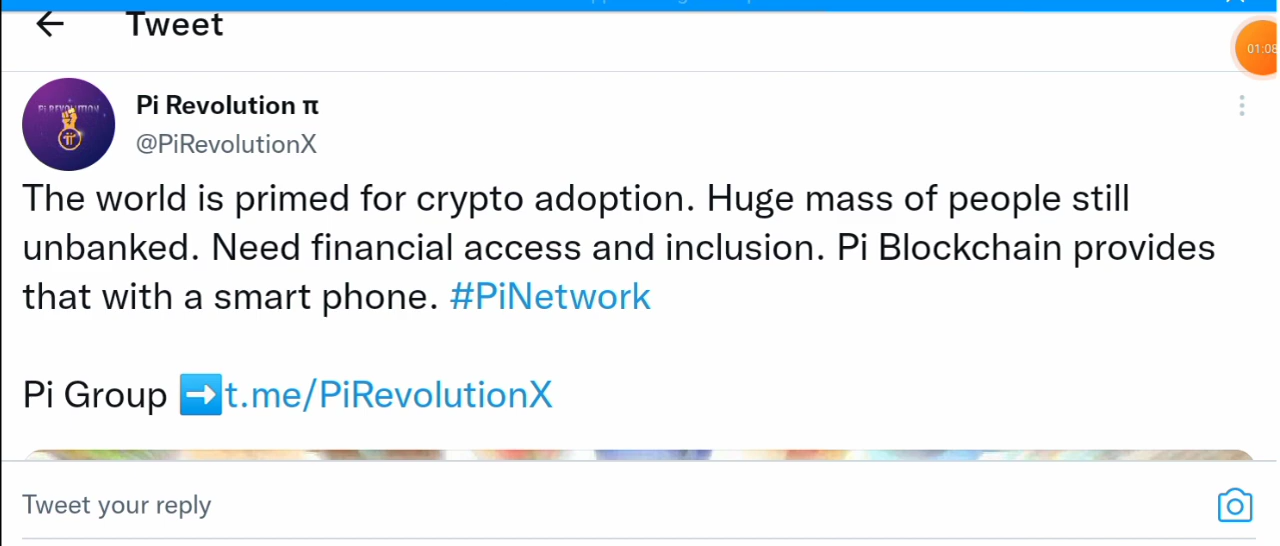 Tweet
01:08
Pi Revolution π
@PiRevolutionX
PI REVOLUTION
The world is primed for crypto adoption. Huge mass of people still
unbanked. Need financial access and inclusion. Pi Blockchain provides
that with a smart phone. #PiNetwork
Pi Group ➡t.me/PiRevolutionX
Tweet your reply